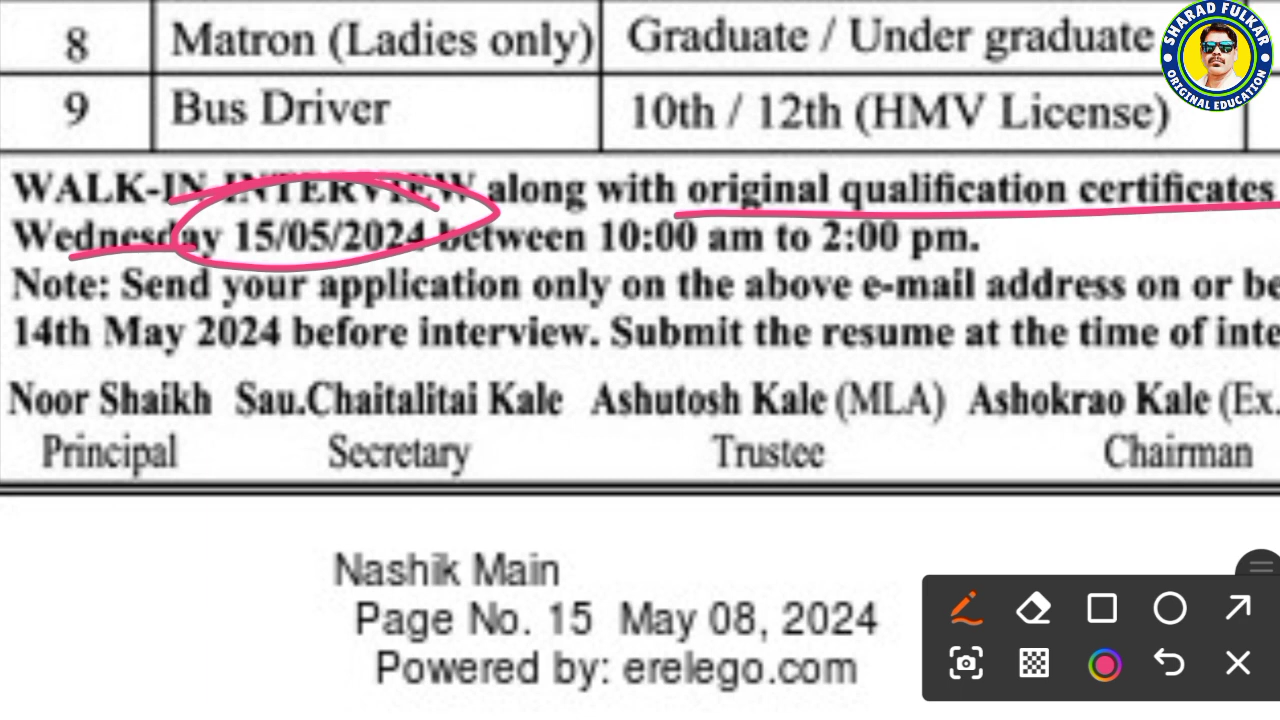 8 Matron (Ladies only) Graduate / Under graduate
9 Bus Driver 10th / 12th (HMV License)
WALK-IN INTERVIEW along with original qualification certificates
Wednesday 15/05/2024 between 10:00 am to 2:00 pm.
Note: Send your application only on the above e-mail address on or be
14th May 2024 before interview. Submit the resume at the time of inte
Noor Shaikh Sau.Chaitalitai Kale Ashutosh Kale (MLA) Ashokrao Kale (Ex.
Principal Secretary Trustee Chairman
Nashik Main
Page No. 15 May 08, 2024
Powered by: erelego.com
SHARAD FULKAR
ORIGINAL EDUCATION